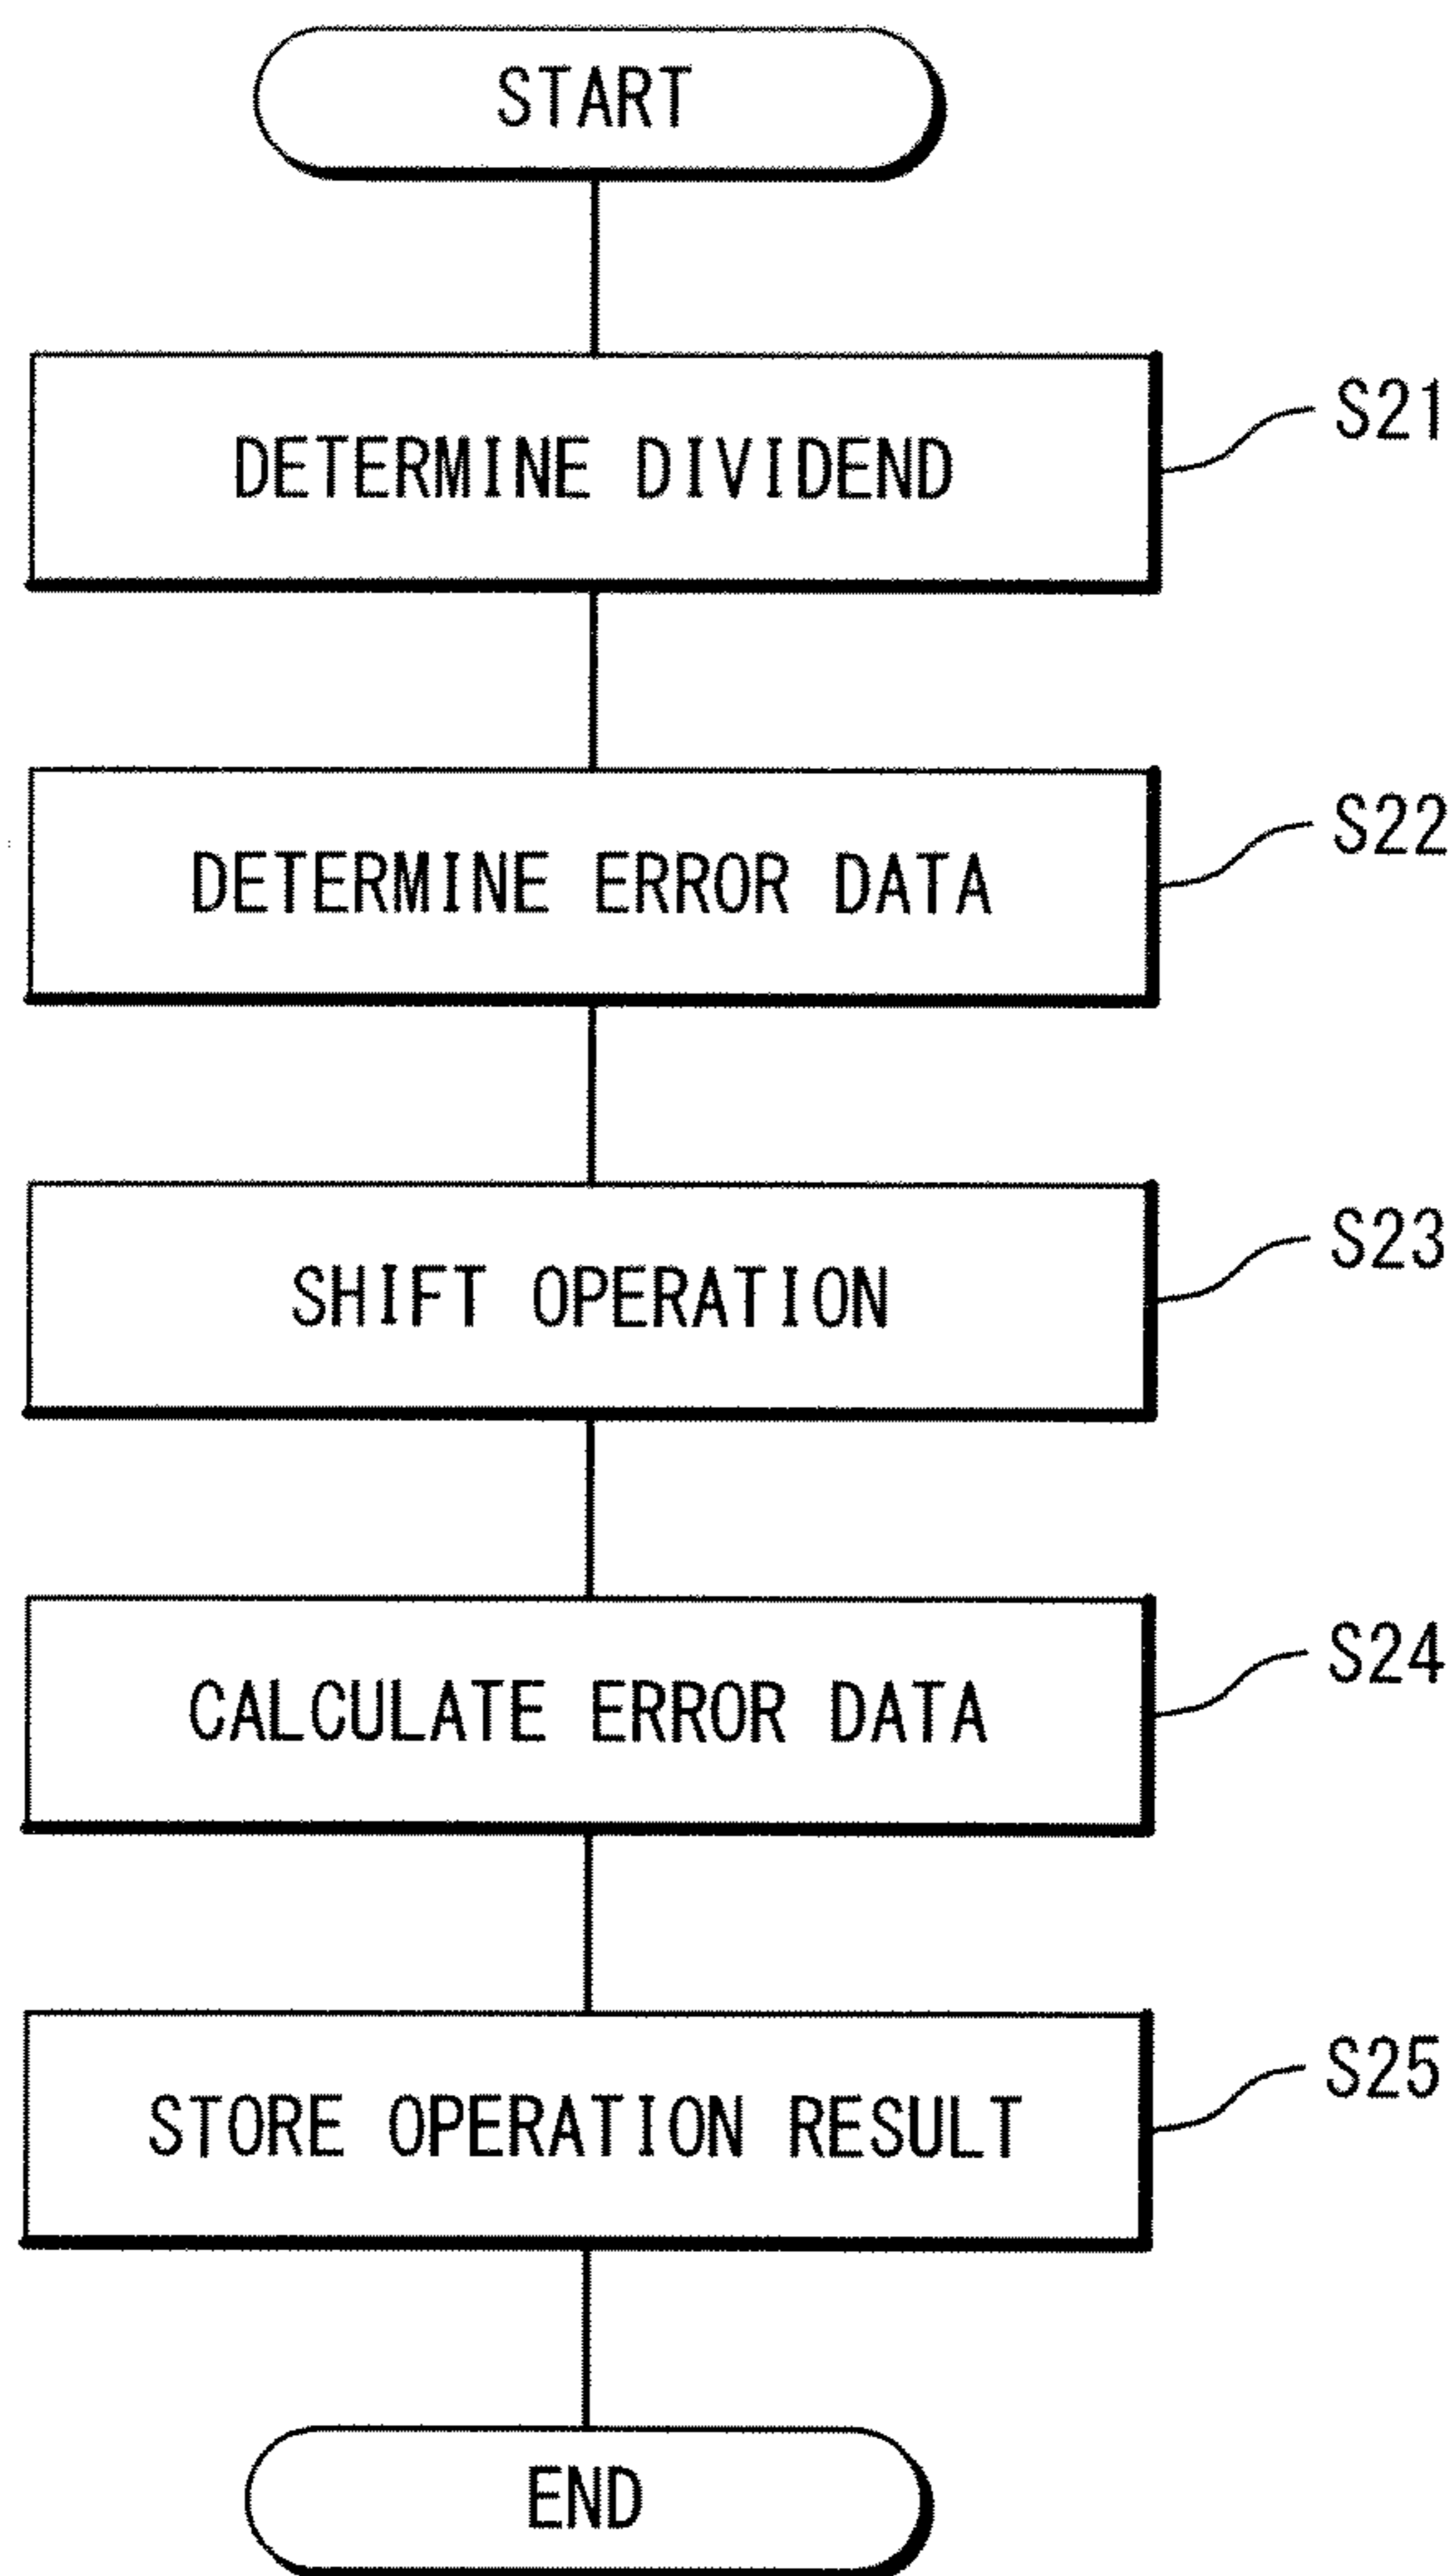 START
DETERMINE DIVIDEND
S21
DETERMINE ERROR DATA
S22
SHIFT OPERATION
S23
CALCULATE ERROR DATA
S24
STORE OPERATION RESULT
S25
END